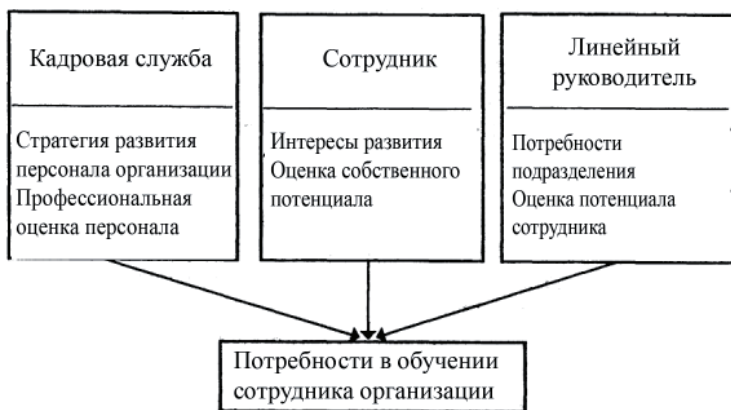 Кадровая служба
Стратегия развития
персонала организации
Профессиональная
оценка персонала
Сотрудник
Интересы развития
Оценка собственного
потенциала
Линейный
руководитель
Потребности
подразделения
Оценка потенциала
сотрудника
Потребности в обучении
сотрудника организации